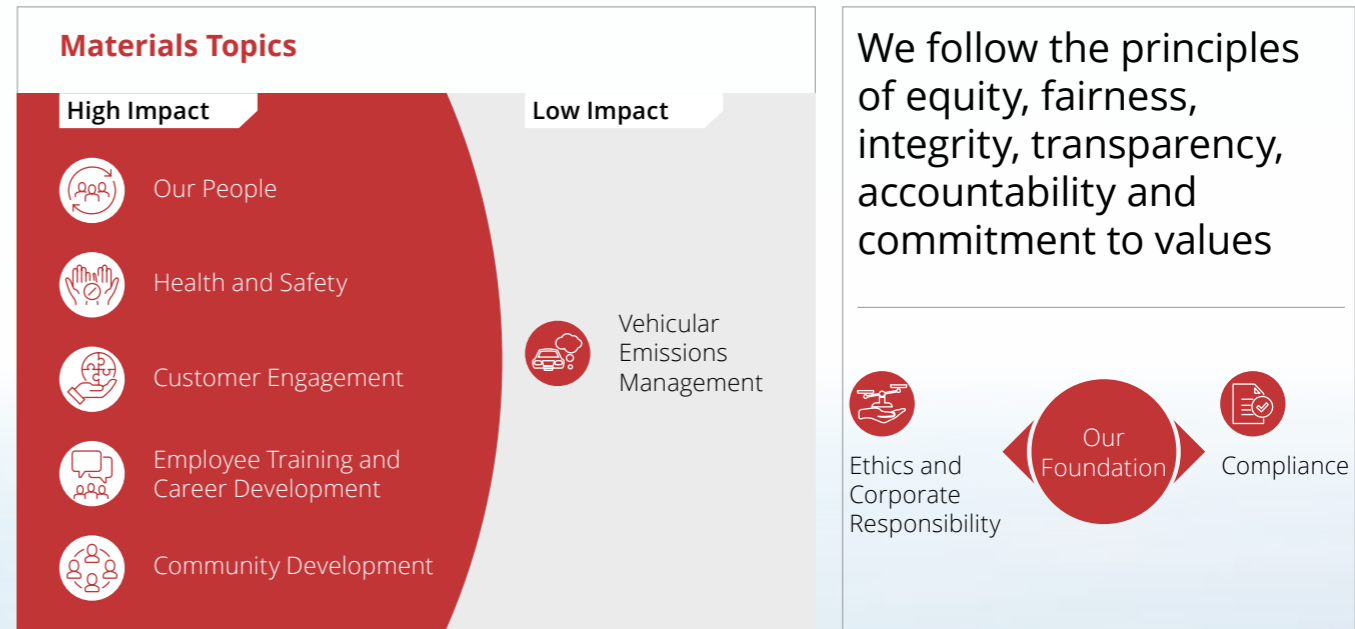 Materials Topics
High Impact
Our People
Health and Safety
Customer Engagement
Employee Training and
Career Development
Community Development
Low Impact
Vehicular
Emissions
Management
We follow the principles
of equity, fairness,
integrity, transparency,
accountability and
commitment to values
Ethics and
Corporate
Responsibility
Our
Foundation
Compliance